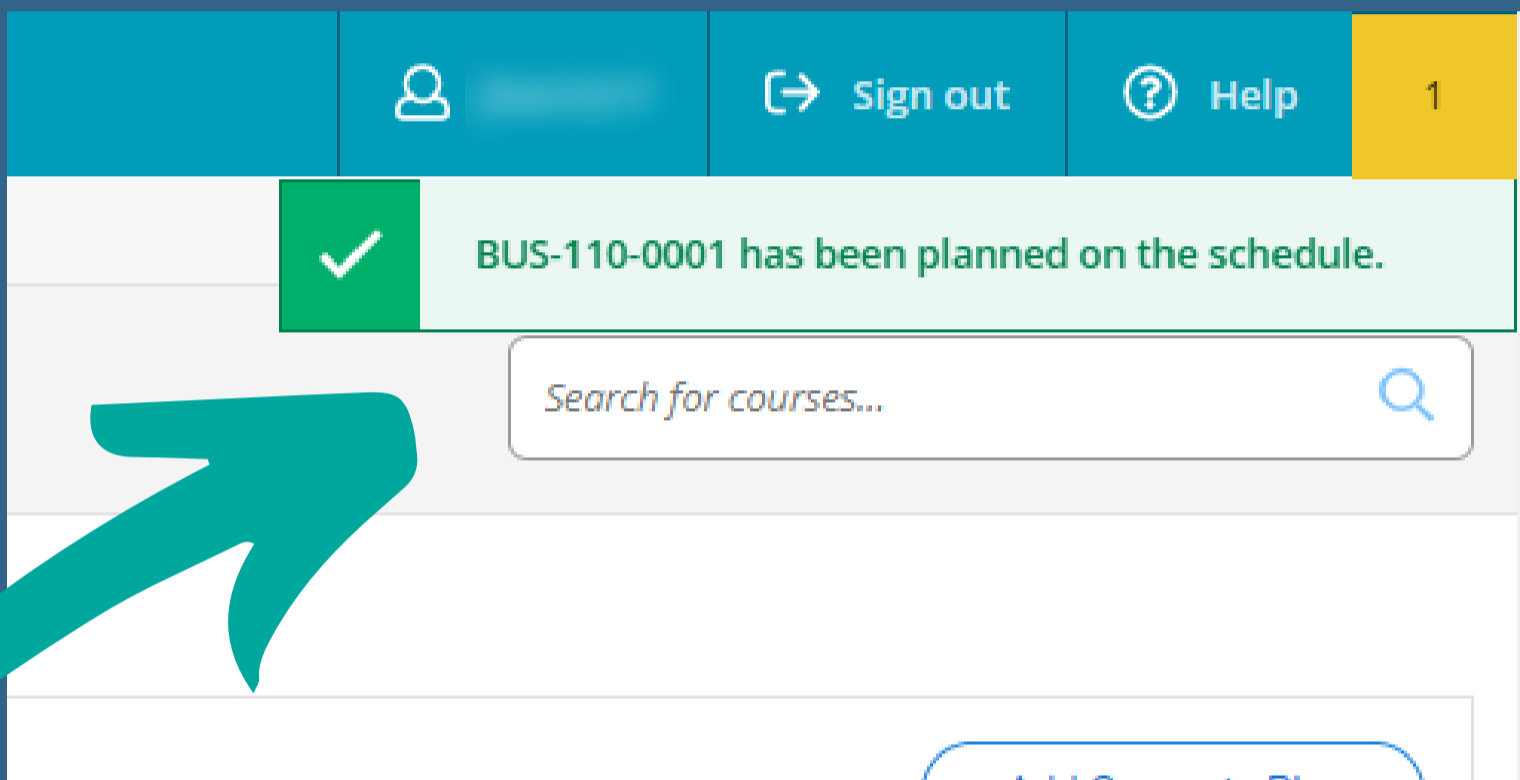 Sign out
Help
1
BUS-110-0001 has been planned on the schedule.
Search for courses...